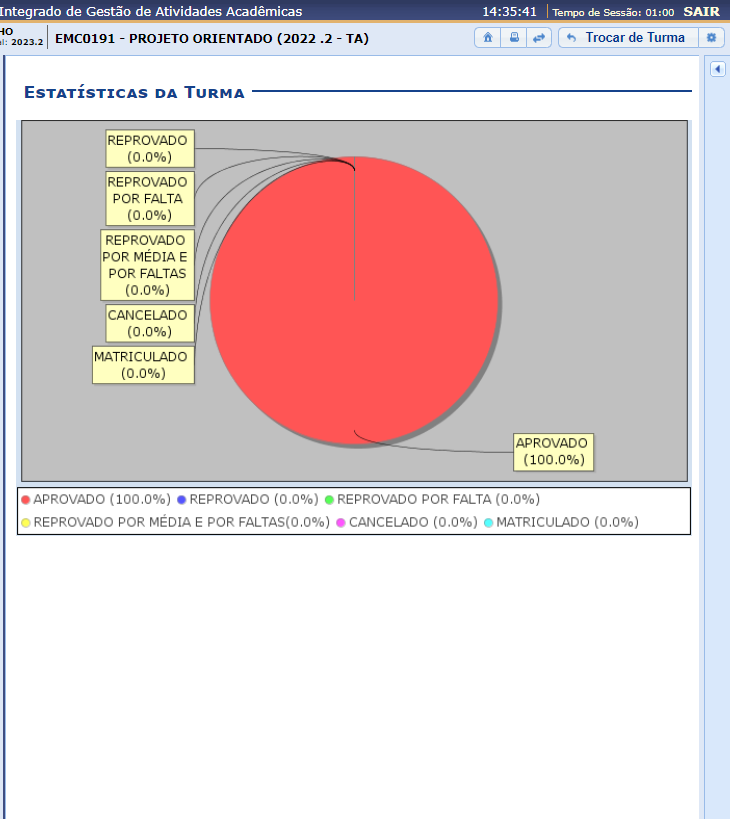 Integrado de Gestão de Atividades Acadêmicas 14:35:41 Tempo de Sessão: 01:00 SAIR
HO
el: 2023.2 EMC0191 - PROJETO ORIENTADO (2022 .2 - TA) Trocar de Turma
Estatísticas da Turma
REPROVADO
(0.0%)
REPROVADO
POR FALTA
(0.0%)
REPROVADO
POR MÉDIA E
POR FALTAS
(0.0%)
CANCELADO
(0.0%)
MATRICULADO
(0.0%)
APROVADO
(100.0%)
APROVADO (100.0%) REPROVADO (0.0%) REPROVADO POR FALTA (0.0%)
REPROVADO POR MÉDIA E POR FALTAS(0.0%) CANCELADO (0.0%) MATRICULADO (0.0%)